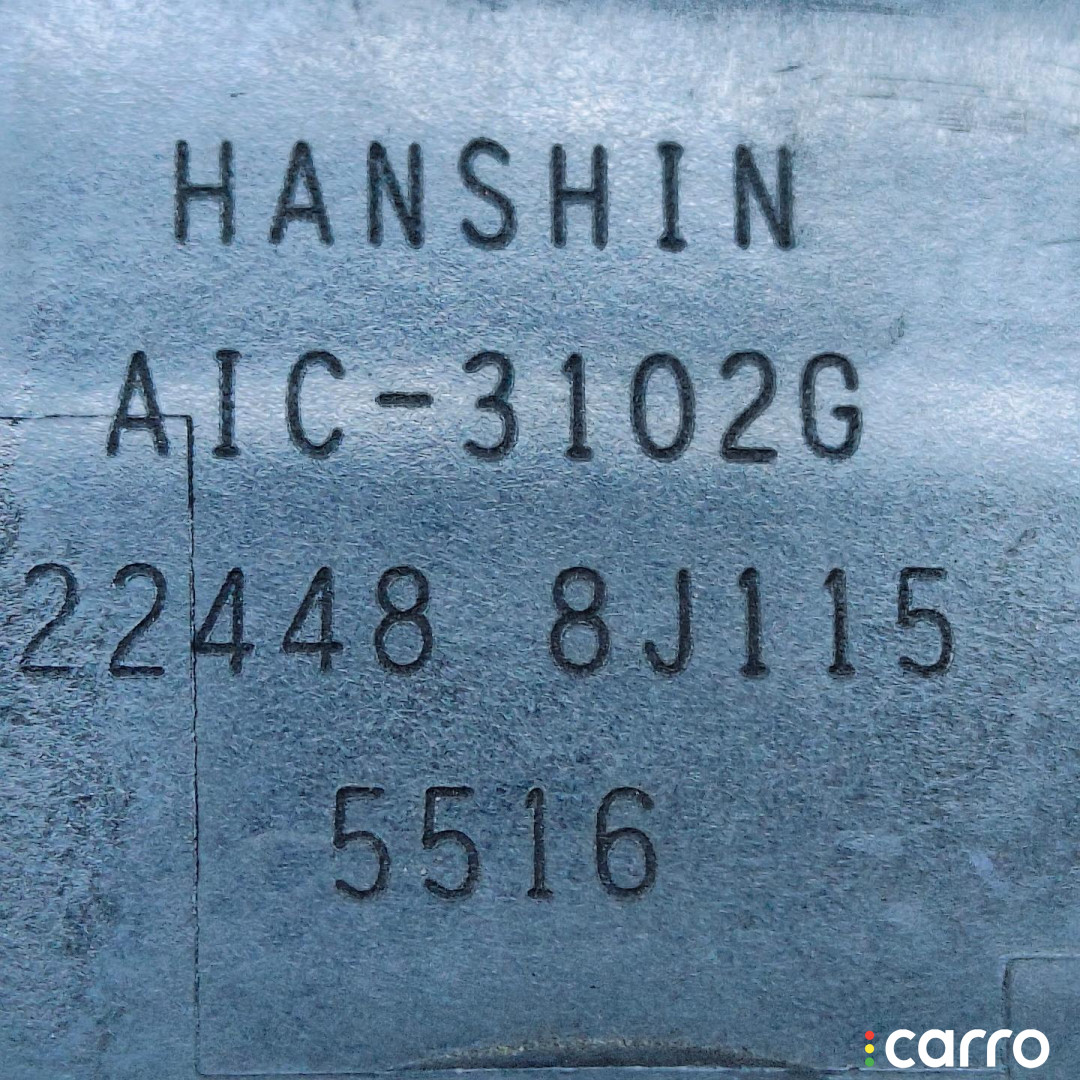 HANSHIN
AIC-3102G
22448 8J115
5516
carro